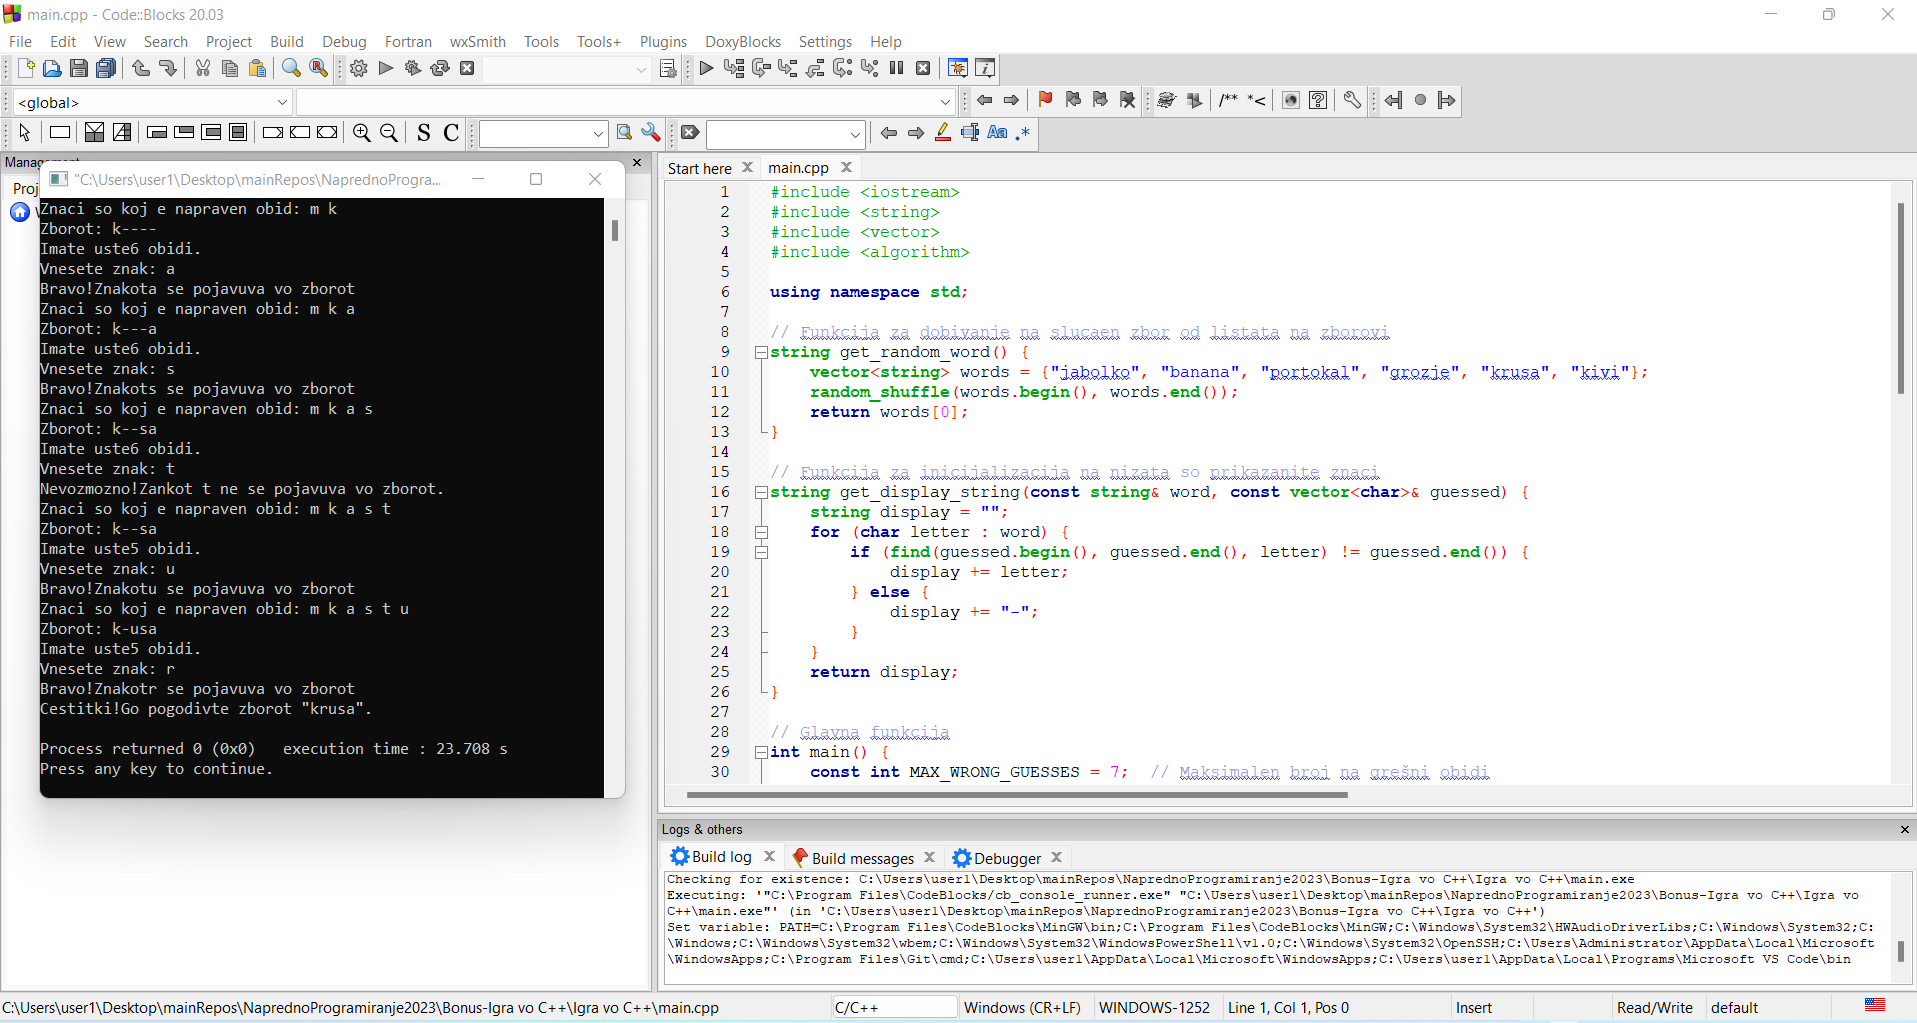 main.cpp - Code::Blocks 20.03
File Edit View Search Project Build Debug Fortran wxSmith Tools Tools+ Plugins DoxyBlocks Settings Help
<global>
/** *<
S C
Aa .*
"C:\Users\user1\Desktop\mainRepos\NaprednoProgra...
Znaci so koj e napraven obid: m k
Zborot: k----
Imate uste6 obidi.
Vnesete znak: a
Bravo!Znakota se pojavuva vo zborot
Znaci so koj e napraven obid: m k a
Zborot: k---a
Imate uste6 obidi.
Vnesete znak: s
Bravo!Znakots se pojavuva vo zborot
Znaci so koj e napraven obid: m k a s
Zborot: k--sa
Imate uste6 obidi.
Vnesete znak: t
Nevozmozno!Zankot t ne se pojavuva vo zborot.
Znaci so koj e napraven obid: m k a s t
Zborot: k--sa
Imate uste5 obidi.
Vnesete znak: u
Bravo!Znakotu se pojavuva vo zborot
Znaci so koj e napraven obid: m k a s t u
Zborot: k-usa
Imate uste5 obidi.
Vnesete znak: r
Bravo!Znakotr se pojavuva vo zborot
Cestitki!Go pogodivte zborot "krusa".
Process returned 0 (0x0)   execution time : 23.708 s
Press any key to continue.
Start here main.cpp
1 #include <iostream>
2 #include <string>
3 #include <vector>
4 #include <algorithm>
5
6 using namespace std;
7
8 // Funkcija za dobivanje na slucaen zbor od listata na zborovi
9 string get_random_word() {
10 vector<string> words = {"jabolko", "banana", "portokal", "grozje", "krusa", "kivi"};
11 random_shuffle(words.begin(), words.end());
12 return words[0];
13 }
14
15 // Funkcija za inicijalizacija na nizata so prikazanite znaci
16 string get_display_string(const string& word, const vector<char>& guessed) {
17 string display = "";
18 for (char letter : word) {
19 if (find(guessed.begin(), guessed.end(), letter) != guessed.end()) {
20 display += letter;
21 } else {
22 display += "-";
23 }
24 }
25 return display;
26 }
27
28 // Glavna funkcija
29 int main() {
30 const int MAX_WRONG_GUESSES = 7; // Maksimalen broj na grešni obidi
Logs & others
Build log Build messages Debugger
Checking for existence: C:\Users\user1\Desktop\mainRepos\NaprednoProgramiranje2023\Bonus-Igra vo C++\Igra vo C++\main.exe
Executing: '"C:\Program Files\CodeBlocks/cb_console_runner.exe" "C:\Users\user1\Desktop\mainRepos\NaprednoProgramiranje2023\Bonus-Igra vo C++\Igra vo
C++\main.exe"' (in 'C:\Users\user1\Desktop\mainRepos\NaprednoProgramiranje2023\Bonus-Igra vo C++\Igra vo C++')
Set variable: PATH=C:\Program Files\CodeBlocks\MinGW\bin;C:\Program Files\CodeBlocks\MinGW;C:\Windows\System32\HWAudioDriverLibs;C:\Windows\System32;C:
\Windows;C:\Windows\System32\wbem;C:\Windows\System32\WindowsPowerShell\v1.0;C:\Windows\System32\OpenSSH;C:\Users\Administrator\AppData\Local\Microsoft
\WindowsApps;C:\Program Files\Git\cmd;C:\Users\user1\AppData\Local\Microsoft\WindowsApps;C:\Users\user1\AppData\Local\Programs\Microsoft VS Code\bin
C:\Users\user1\Desktop\mainRepos\NaprednoProgramiranje2023\Bonus-Igra vo C++\Igra vo C++\main.cpp C/C++ Windows (CR+LF) WINDOWS-1252 Line 1, Col 1, Pos 0 Insert Read/Write default